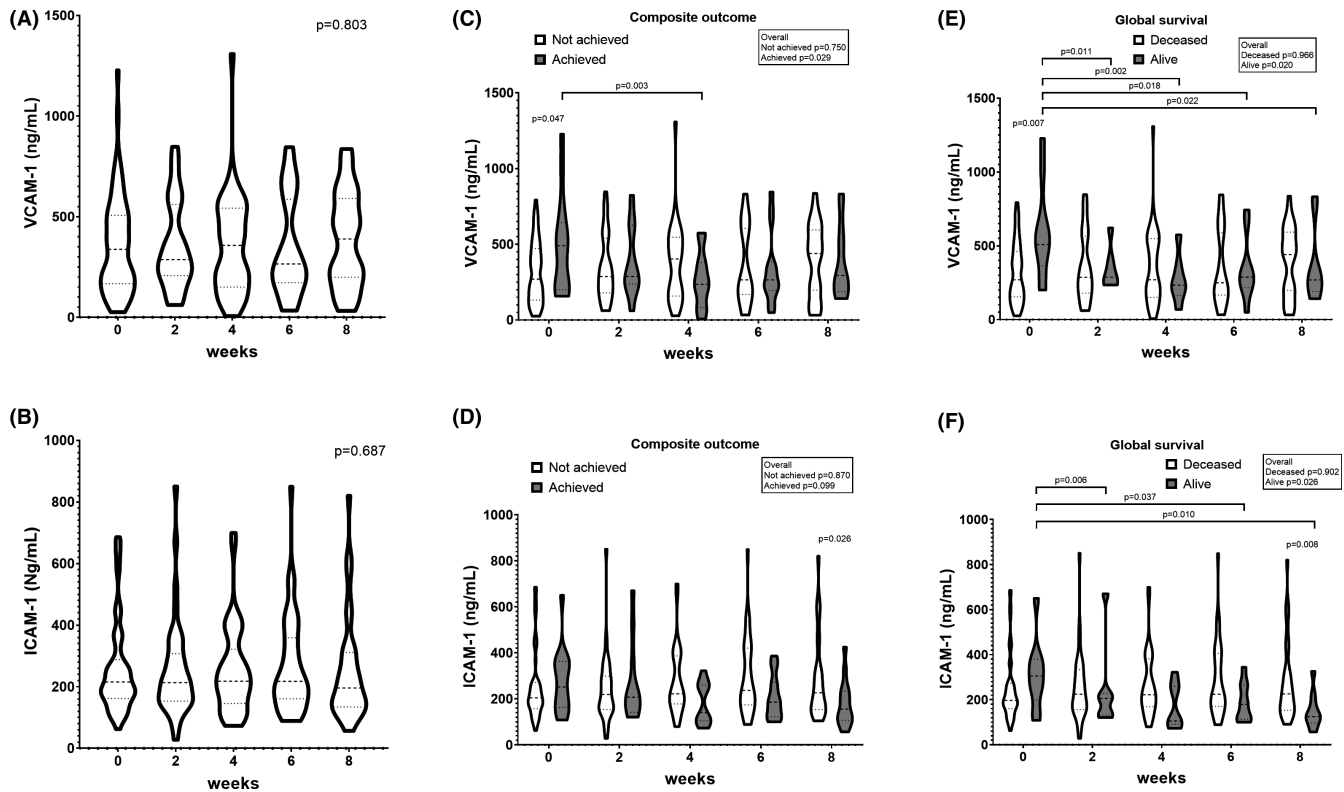 (A)
p=0.803
1500
1000
500
0
VCAM-1 (ng/mL)
0 2 4 6 8
weeks
(C)
Composite outcome
Not achieved
Achieved
Overall
Not achieved p=0.750
Achieved p=0.029
p=0.003
p=0.047
1500
1000
500
0
VCAM-1 (ng/mL)
0 2 4 6 8
weeks
(E)
Global survival
Deceased
Alive
Overall
Deceased p=0.966
Alive p=0.020
p=0.011
p=0.002
p=0.018
p=0.022
p=0.007
1500
1000
500
0
VCAM-1 (ng/mL)
0 2 4 6 8
weeks
(B)
p=0.687
1000
800
600
400
200
0
ICAM-1 (Ng/mL)
0 2 4 6 8
weeks
(D)
Composite outcome
Not achieved
Achieved
Overall
Not achieved p=0.870
Achieved p=0.099
p=0.026
1000
800
600
400
200
0
ICAM-1 (ng/mL)
0 2 4 6 8
weeks
(F)
Global survival
Deceased
Alive
Overall
Deceased p=0.902
Alive p=0.026
p=0.006
p=0.037
p=0.010
p=0.008
1000
800
600
400
200
0
ICAM-1 (ng/mL)
0 2 4 6 8
weeks